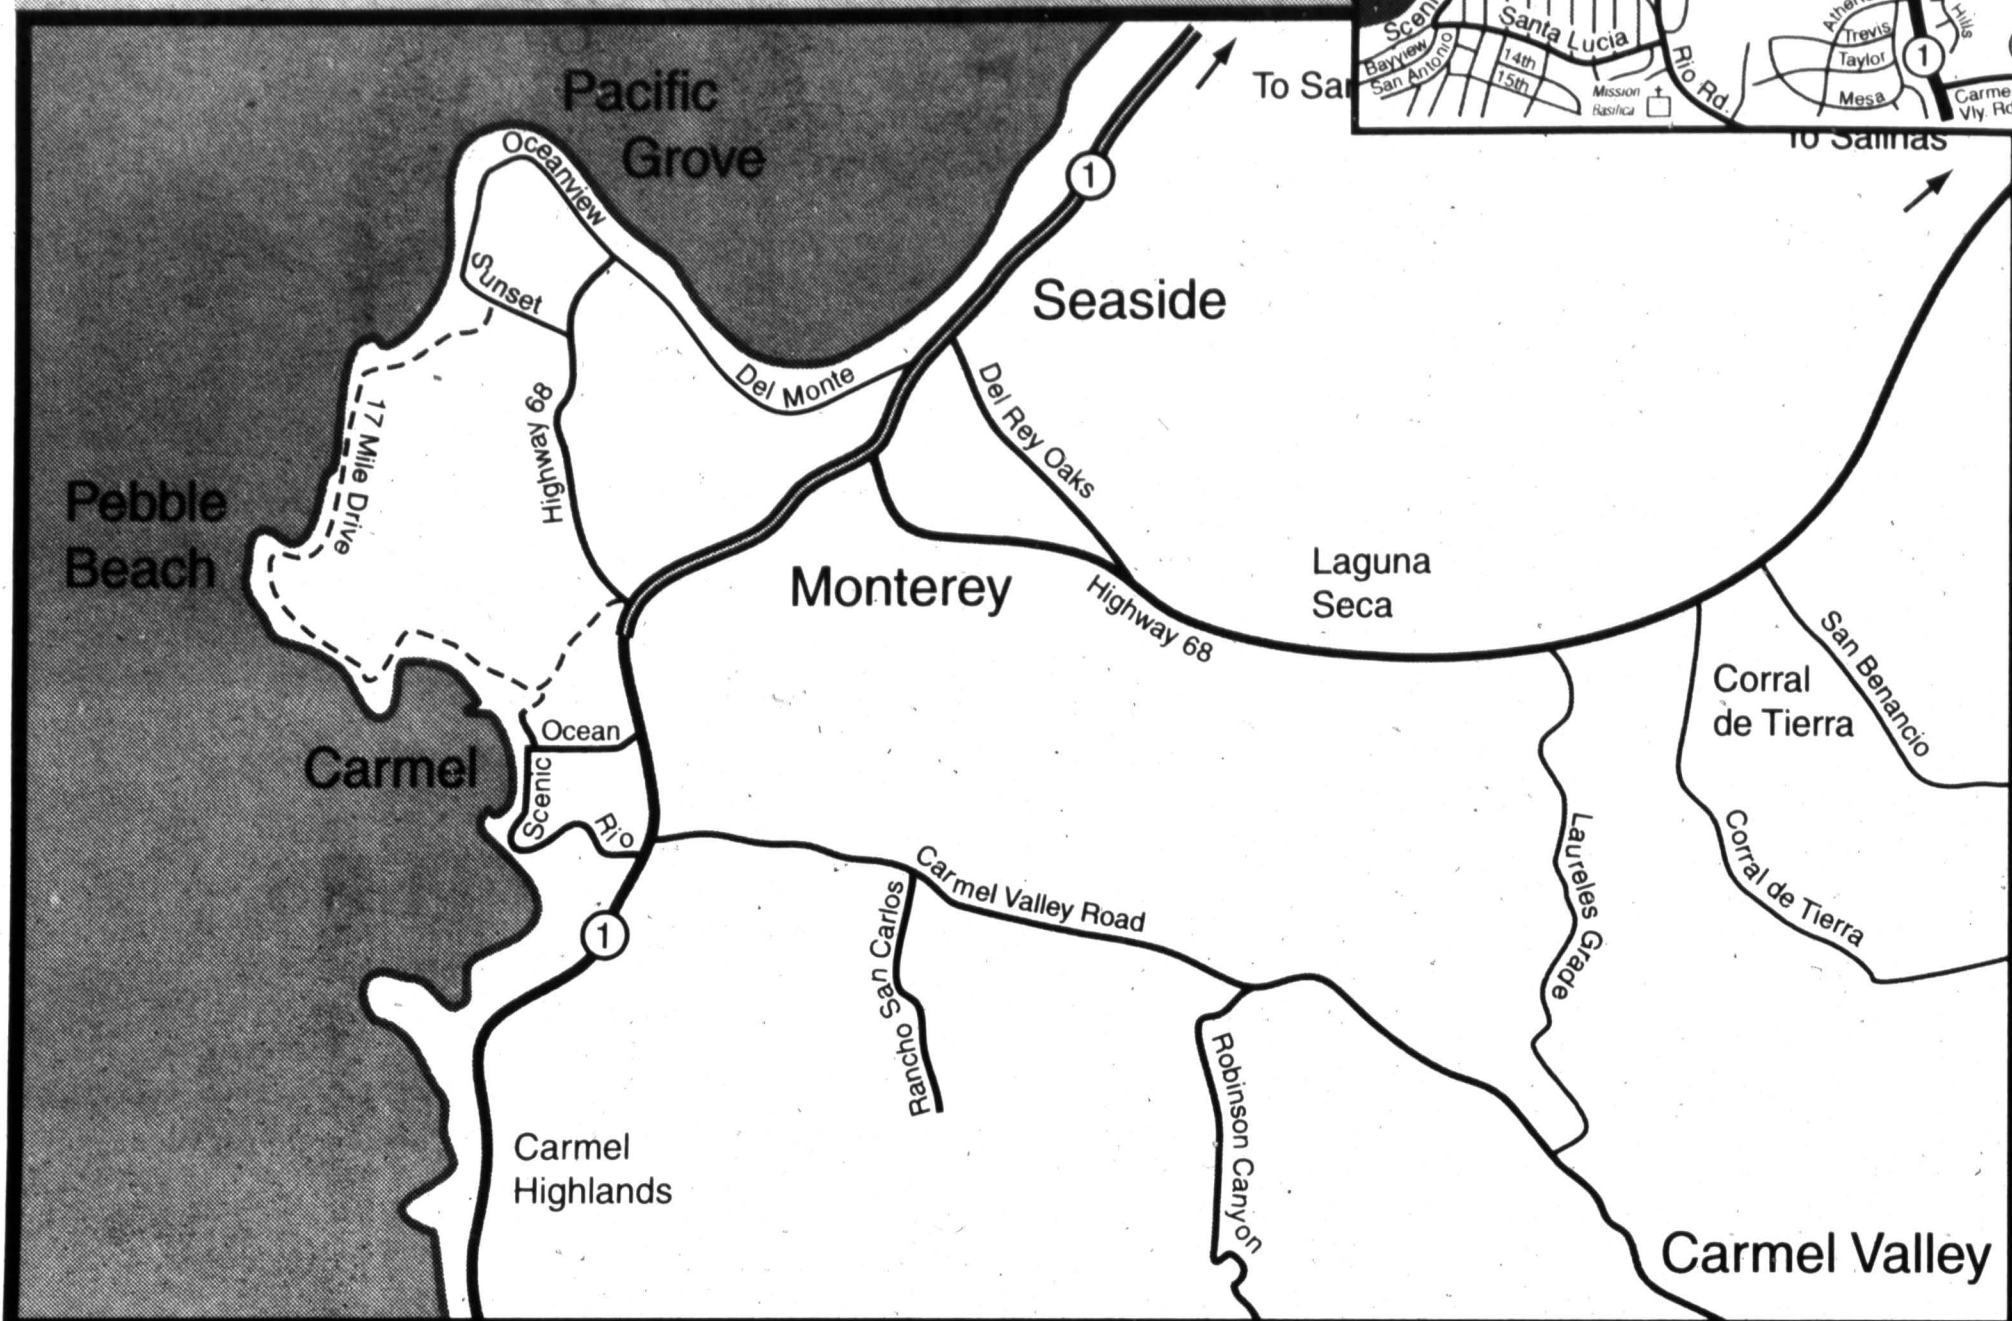 Pacific
Grove
Oceanview
Sunset
Highway 68
17 Mile Drive
Pebble
Beach
Del Monte
1
To
Seaside
Del Rey Oaks
Monterey
Highway 68
Laguna
Seca
To Salinas
Corral
de Tierra
San Benancio
Corral de Tierra
Laureles Grade
Ocean
Carmel
Scenic
Rio
1
Carmel Valley Road
Rancho San Carlos
Robinson Canyon
Carmel
Highlands
Carmel Valley
Santa Lucia
Bayview
San Antonio
14th
15th
Mission
Basilica
Rio Rd.
Trevis
Taylor
Mesa
Hills
1
Vly. Rd